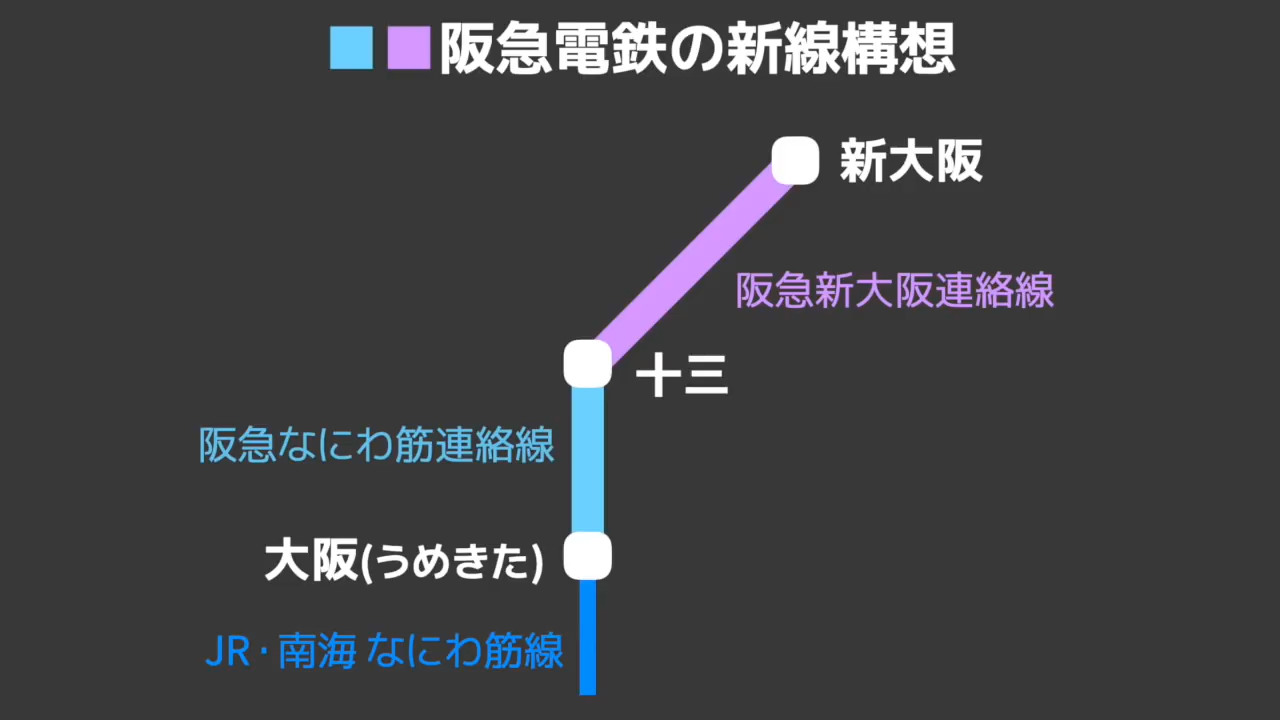 阪急電鉄の新線構想
新大阪
阪急新大阪連絡線
十三
阪急なにわ筋連絡線
大阪(うめきた)
JR・南海 なにわ筋線